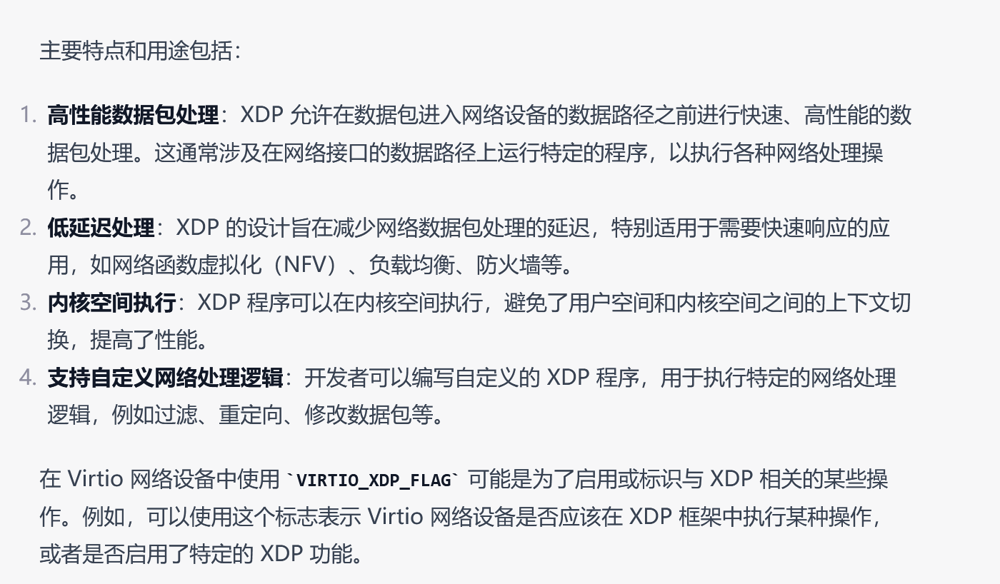 主要特点和用途包括：
1. 高性能数据包处理：XDP 允许在数据包进入网络设备的数据路径之前进行快速、高性能的数
据包处理。这通常涉及在网络接口的数据路径上运行特定的程序，以执行各种网络处理操
作。
2. 低延迟处理：XDP 的设计旨在减少网络数据包处理的延迟，特别适用于需要快速响应的应
用，如网络函数虚拟化（NFV）、负载均衡、防火墙等。
3. 内核空间执行：XDP 程序可以在内核空间执行，避免了用户空间和内核空间之间的上下文切
换，提高了性能。
4. 支持自定义网络处理逻辑：开发者可以编写自定义的 XDP 程序，用于执行特定的网络处理
逻辑，例如过滤、重定向、修改数据包等。
在 Virtio 网络设备中使用 `VIRTIO_XDP_FLAG` 可能是为了启用或标识与 XDP 相关的某些操
作。例如，可以使用这个标志表示 Virtio 网络设备是否应该在 XDP 框架中执行某种操作，
或者是否启用了特定的 XDP 功能。